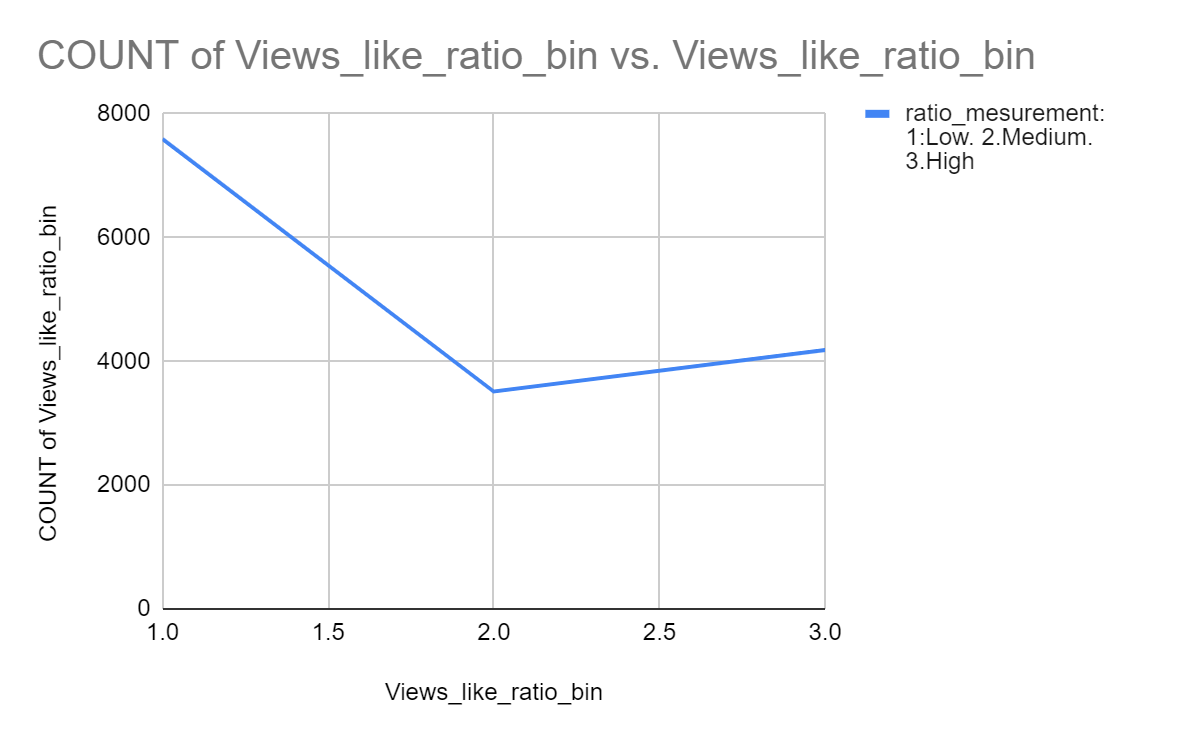 COUNT of Views_like_ratio_bin vs. Views_like_ratio_bin
8000
6000
4000
2000
0
COUNT of Views_like_ratio_bin
1.0
1.5
2.0
2.5
3.0
Views_like_ratio_bin
ratio_mesurement:
1:Low. 2.Medium.
3.High